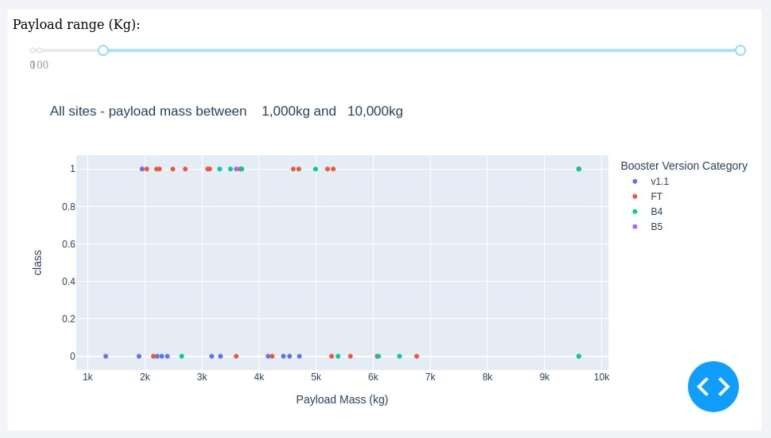 Payload range (Kg):
All sites - payload mass between 1,000kg and 10,000kg
Booster Version Category
v1.1
FT
B4
B5
class
1
0.8
0.6
0.4
0.2
0
1k 2k 3k 4k 5k 6k 7k 8k 9k 10k
Payload Mass (kg)